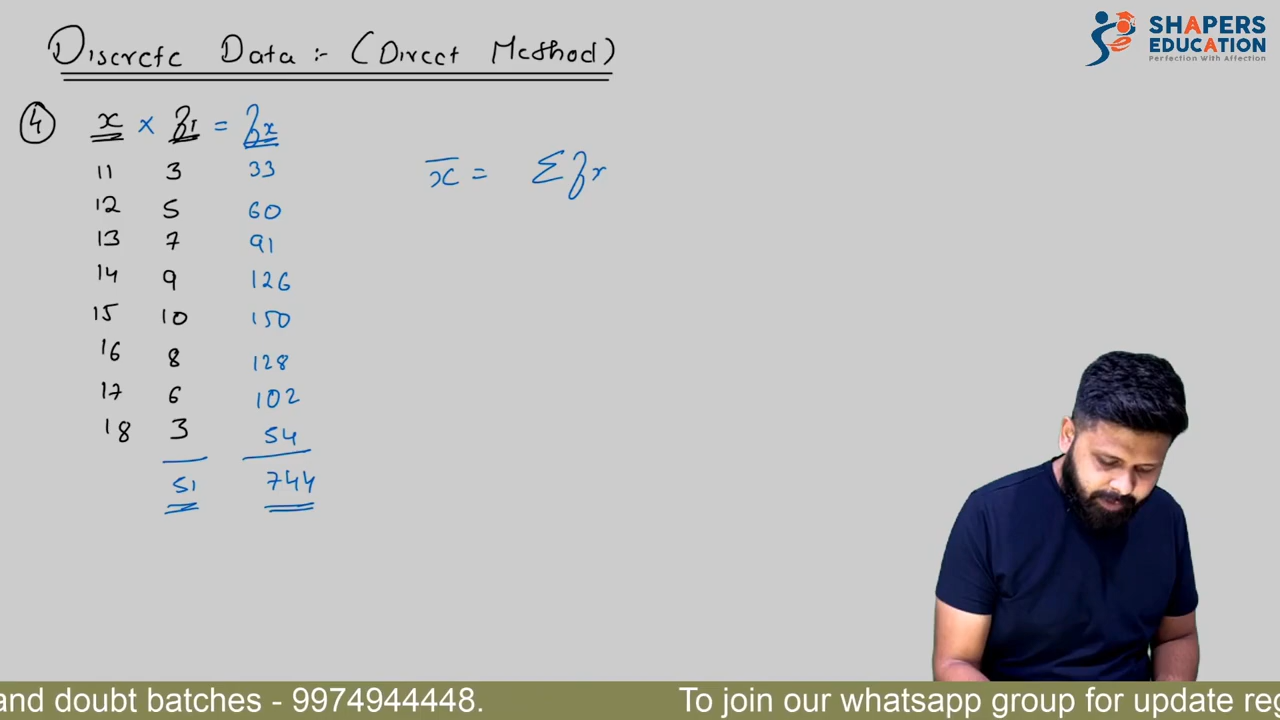 Discrete Data :- (Direct Method)
SHAPERS
EDUCATION
Perfection With Affection
4 x × f = fx
11 3 33
12 5 60
13 7 91
14 9 126
15 10 150
16 8 128
17 6 102
18 3 54
51 744
x̄ = Σfx
and doubt batches - 9974944448. To join our whatsapp group for update reg